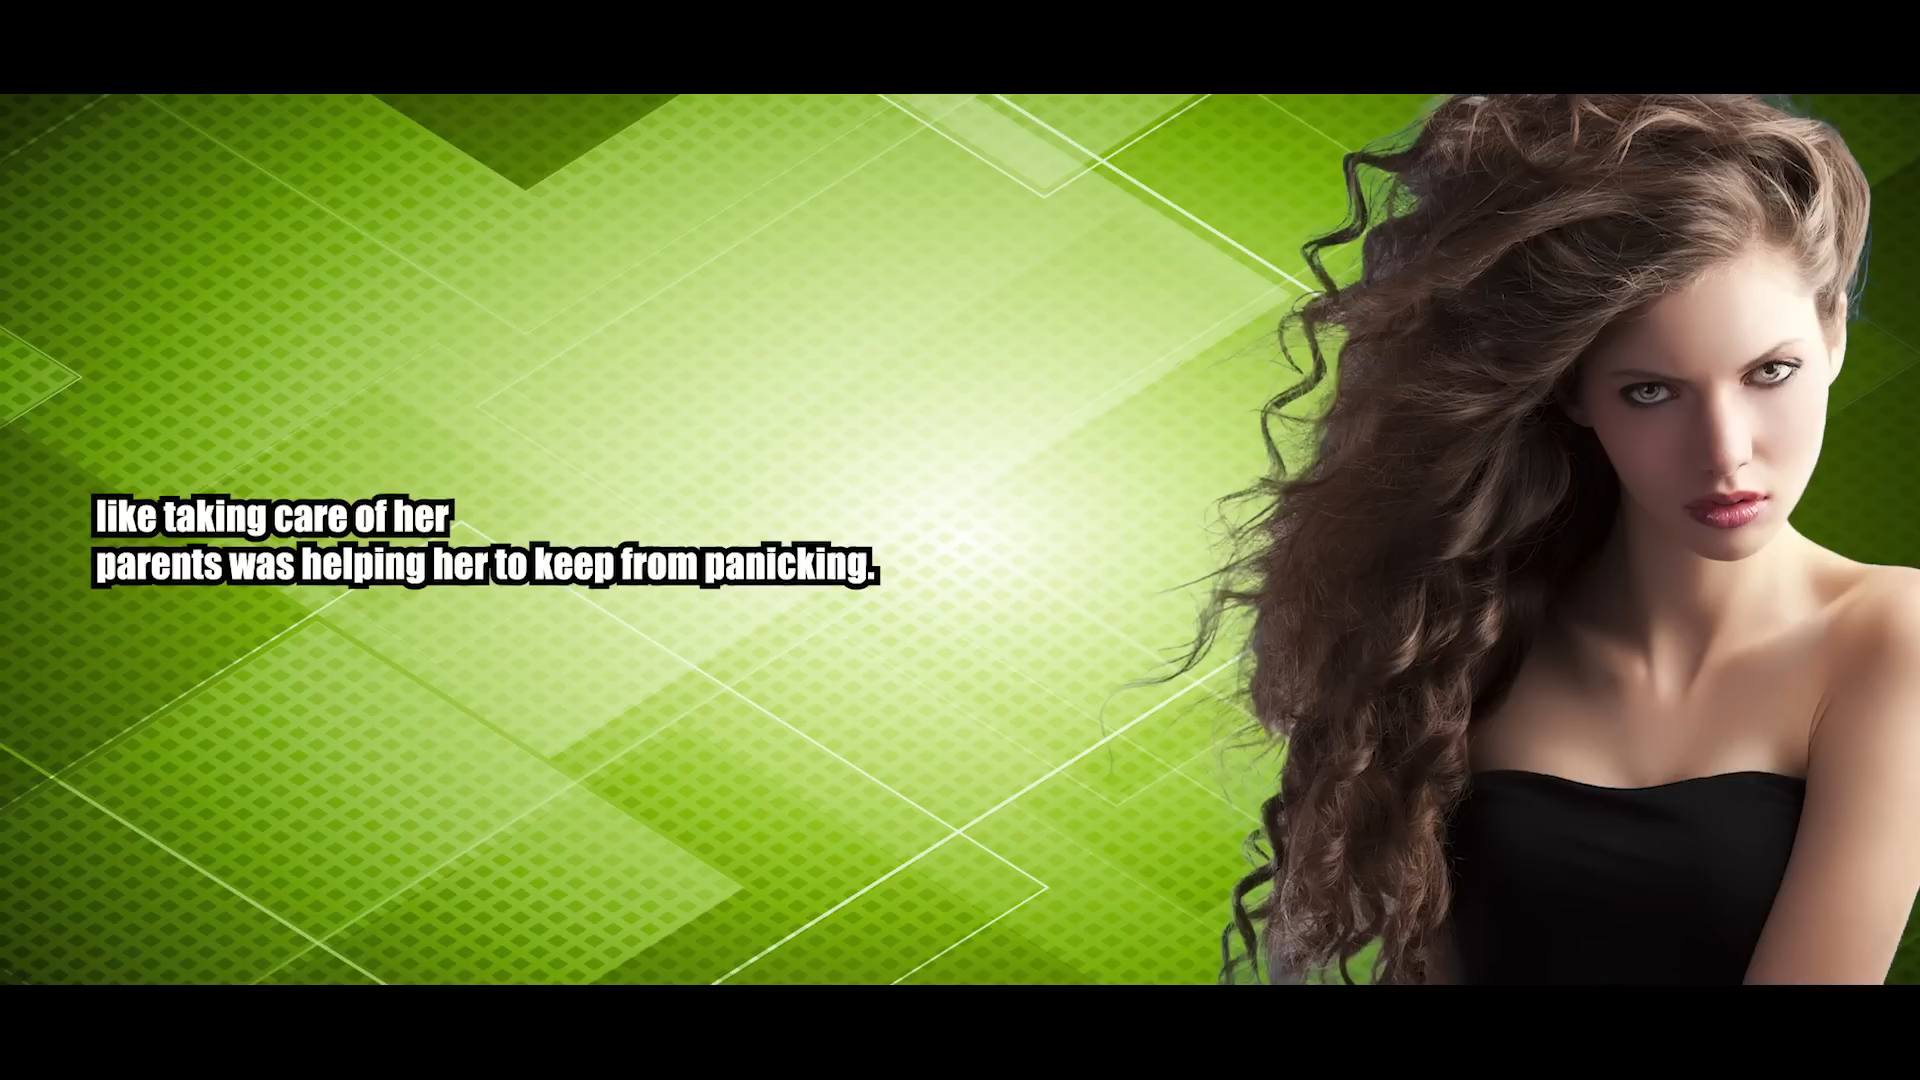 like taking care of her
parents was helping her to keep from panicking.